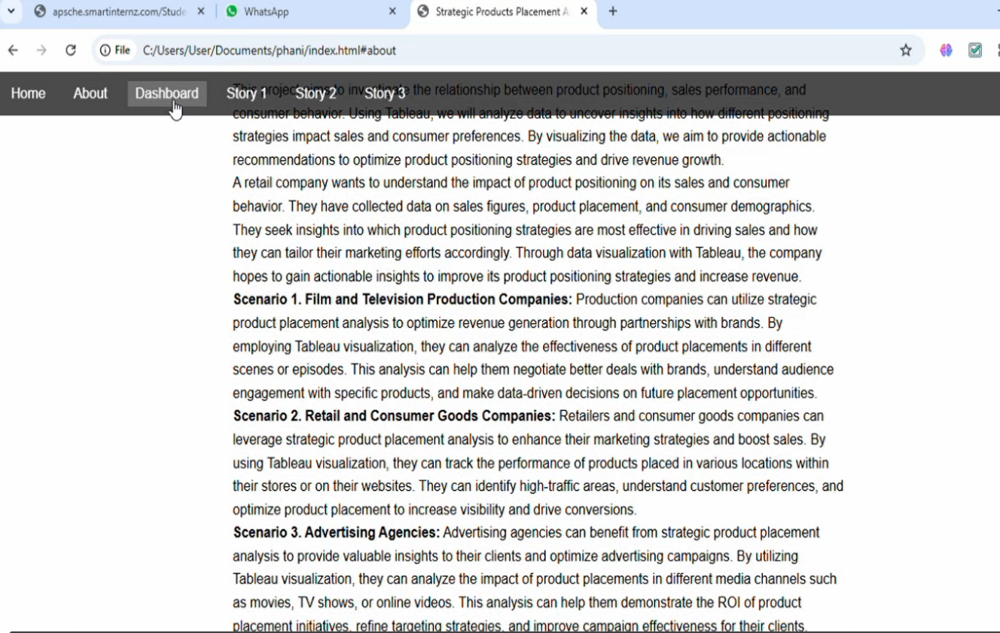 apsche.smartinternz.com/Stude
WhatsApp
Strategic Products Placement A
File C:/Users/User/Documents/phani/index.html#about
Home About Dashboard Story 1 Story 2 Story 3
This project aims to investigate the relationship between product positioning, sales performance, and
consumer behavior. Using Tableau, we will analyze data to uncover insights into how different positioning
strategies impact sales and consumer preferences. By visualizing the data, we aim to provide actionable
recommendations to optimize product positioning strategies and drive revenue growth.
A retail company wants to understand the impact of product positioning on its sales and consumer
behavior. They have collected data on sales figures, product placement, and consumer demographics.
They seek insights into which product positioning strategies are most effective in driving sales and how
they can tailor their marketing efforts accordingly. Through data visualization with Tableau, the company
hopes to gain actionable insights to improve its product positioning strategies and increase revenue.
Scenario 1. Film and Television Production Companies: Production companies can utilize strategic
product placement analysis to optimize revenue generation through partnerships with brands. By
employing Tableau visualization, they can analyze the effectiveness of product placements in different
scenes or episodes. This analysis can help them negotiate better deals with brands, understand audience
engagement with specific products, and make data-driven decisions on future placement opportunities.
Scenario 2. Retail and Consumer Goods Companies: Retailers and consumer goods companies can
leverage strategic product placement analysis to enhance their marketing strategies and boost sales. By
using Tableau visualization, they can track the performance of products placed in various locations within
their stores or on their websites. They can identify high-traffic areas, understand customer preferences, and
optimize product placement to increase visibility and drive conversions.
Scenario 3. Advertising Agencies: Advertising agencies can benefit from strategic product placement
analysis to provide valuable insights to their clients and optimize advertising campaigns. By utilizing
Tableau visualization, they can analyze the impact of product placements in different media channels such
as movies, TV shows, or online videos. This analysis can help them demonstrate the ROI of product
placement initiatives, refine targeting strategies, and improve campaign effectiveness for their clients.